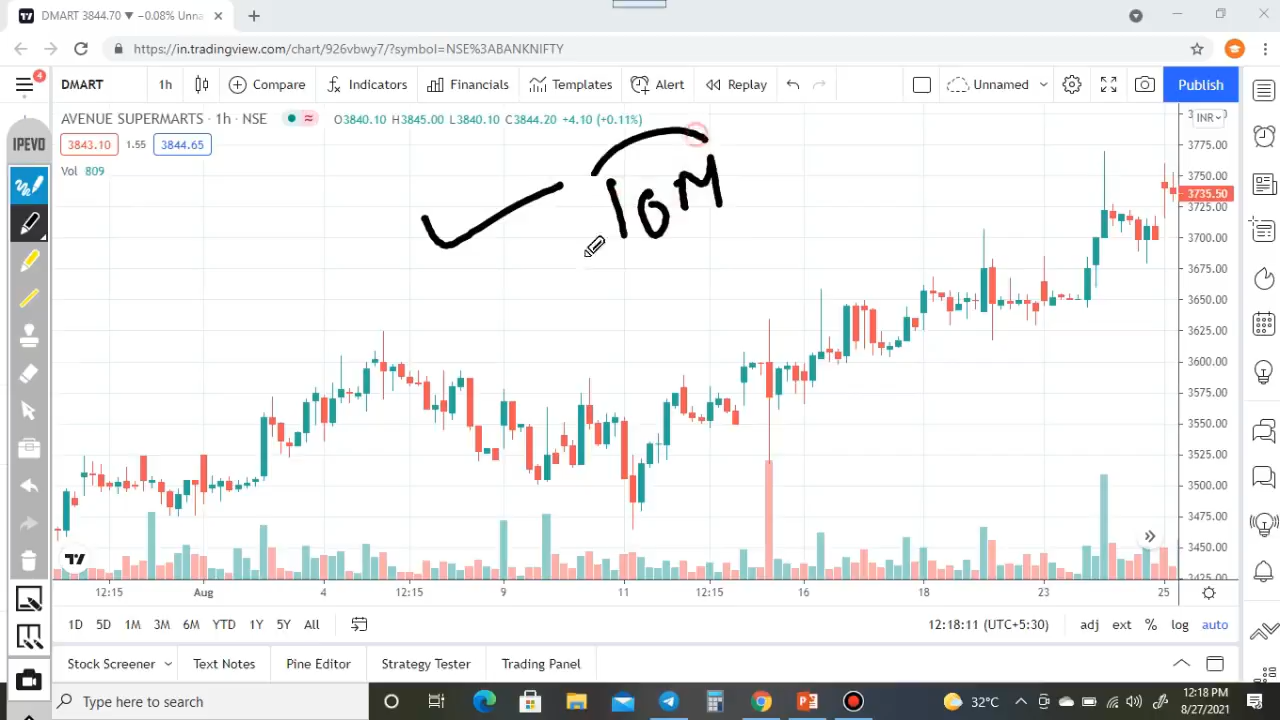 DMART 3844.70 ▼ −0.08% Unna
https://in.tradingview.com/chart/926vbwy7/?symbol=NSE%3ABANKNIFTY
4
DMART 1h Compare Indicators Financials Templates Alert Replay Unnamed Publish
AVENUE SUPERMARTS · 1h · NSE O3840.10 H3845.00 L3840.10 C3844.20 +4.10 (+0.11%)
INR
IPEVO
3843.10 1.55 3844.65
Vol 809
10M
3775.00
3750.00
3735.50
3725.00
3700.00
3675.00
3650.00
3625.00
3600.00
3575.00
3550.00
3525.00
3500.00
3475.00
3450.00
3425.00
12:15 Aug 4 12:15 9 11 12:15 16 18 23 25
1D 5D 1M 3M 6M YTD 1Y 5Y All 12:18:11 (UTC+5:30) adj ext % log auto
Stock Screener Text Notes Pine Editor Strategy Tester Trading Panel
Type here to search 32°C 12:18 PM
8/27/2021